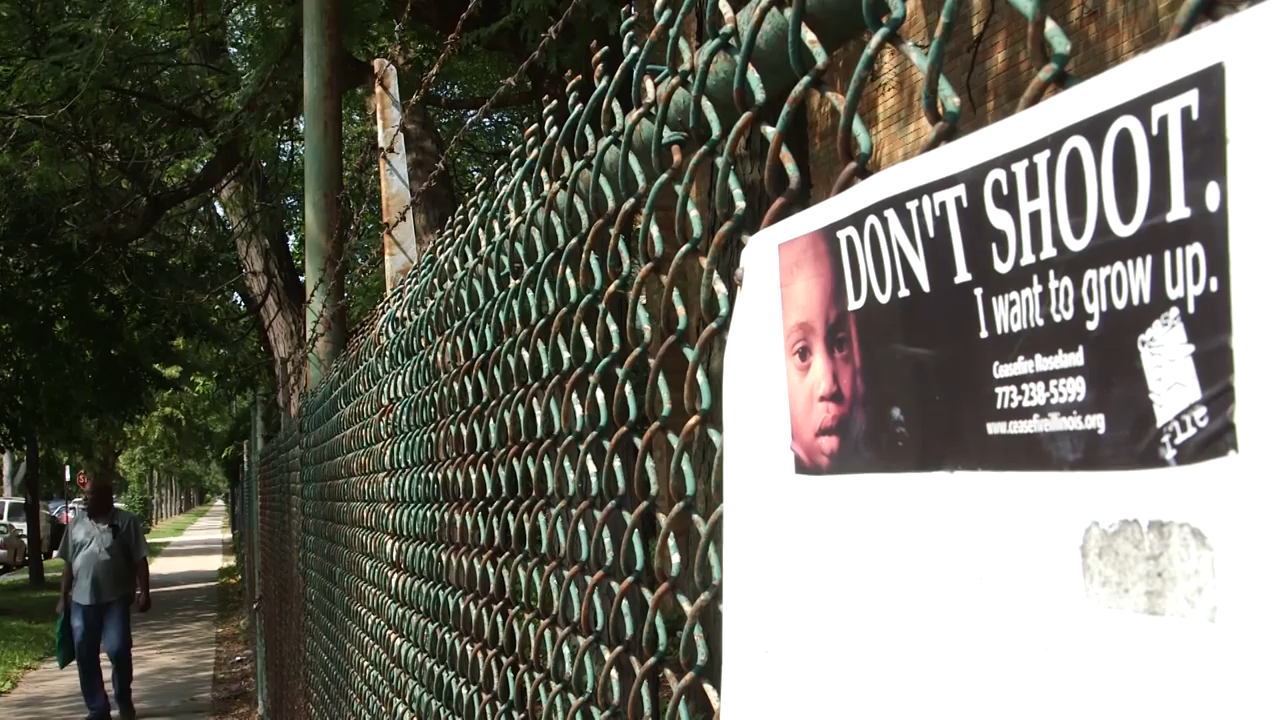 DON'T SHOOT.
I want to grow up.
Ceasefire Roseland
773-238-5599
www.ceasefireillinois.org